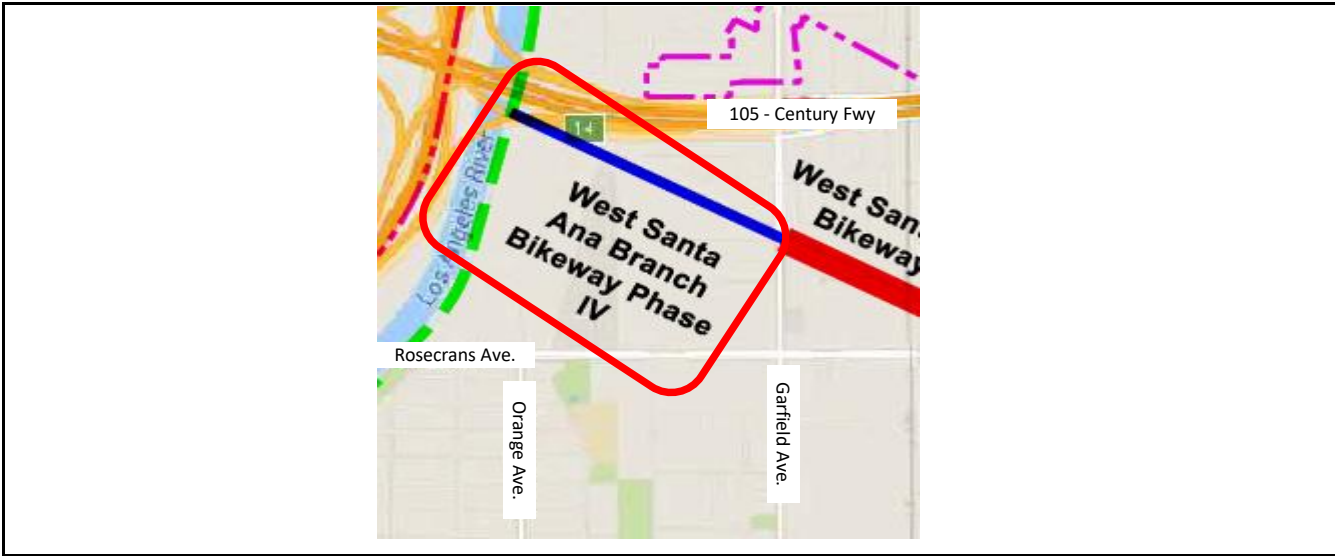 105 - Century Fwy
14
Los Angeles River
West Santa
Ana Branch
Bikeway Phase
IV
West San
Bikeway
Rosecrans Ave.
Orange Ave.
Garfield Ave.